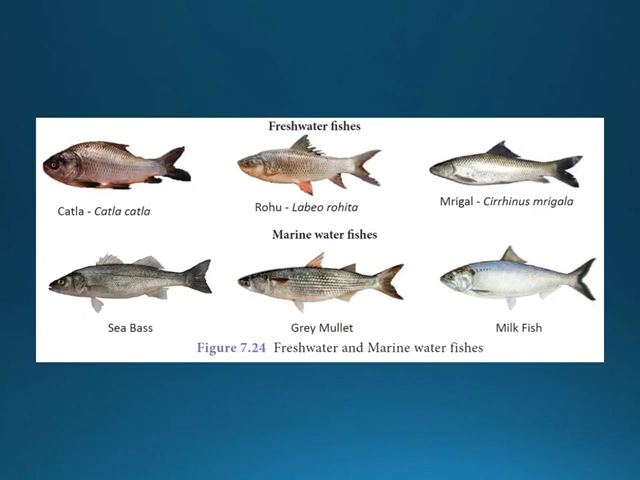 Freshwater fishes
Catla - Catla catla
Rohu - Labeo rohita
Mrigal - Cirrhinus mrigala
Marine water fishes
Sea Bass
Grey Mullet
Milk Fish
Figure 7.24 Freshwater and Marine water fishes